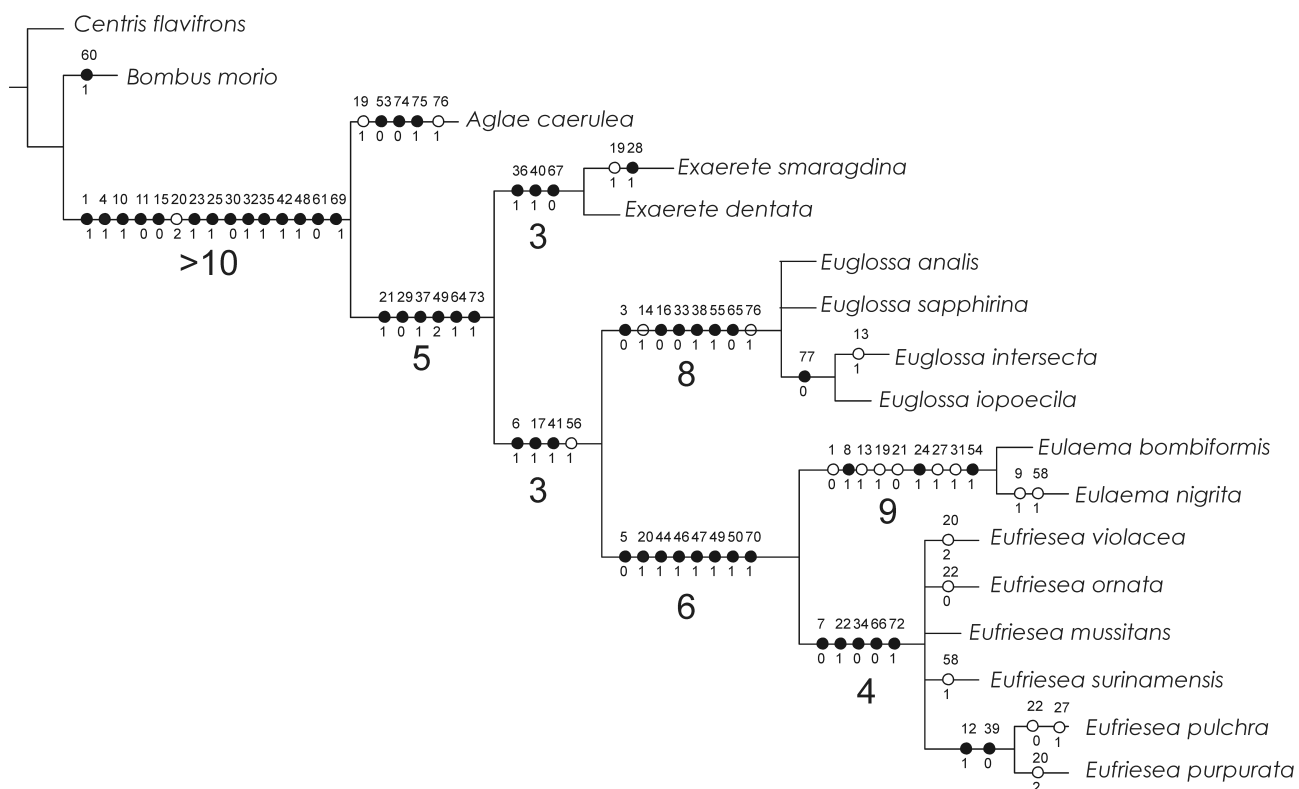 Centris flavifrons
60
Bombus morio
1
19 53 74 75 76
Aglae caerulea
1 0 0 1 1
19 28
Exaerete smaragdina
1 1
36 40 67
1 1 0
Exaerete dentata
3
1 4 10 11 15 20 23 25 30 32 35 42 48 61 69
1 1 1 0 0 2 1 1 0 1 1 1 1 0 1
>10
Euglossa analis
21 29 37 49 64 73
1 0 1 2 1 1
5
3 14 16 33 38 55 65 76
Euglossa sapphirina
0 1 0 0 1 1 0 1
8
13
Euglossa intersecta
1
77
0
Euglossa iopoecila
6 17 41 56
1 1 1 1
3
1 8 13 19 21 24 27 31 54
Eulaema bombiformis
0 1 1 1 0 1 1 1 1
9
9 58
Eulaema nigrita
1 1
5 20 44 46 47 49 50 70
0 1 1 1 1 1 1 1
6
20
Eufriesea violacea
2
22
Eufriesea ornata
0
7 22 34 66 72
Eufriesea mussitans
0 1 0 0 1
4
58
Eufriesea surinamensis
1
22 27
Eufriesea pulchra
0 1
12 39
1 0
20
Eufriesea purpurata
2